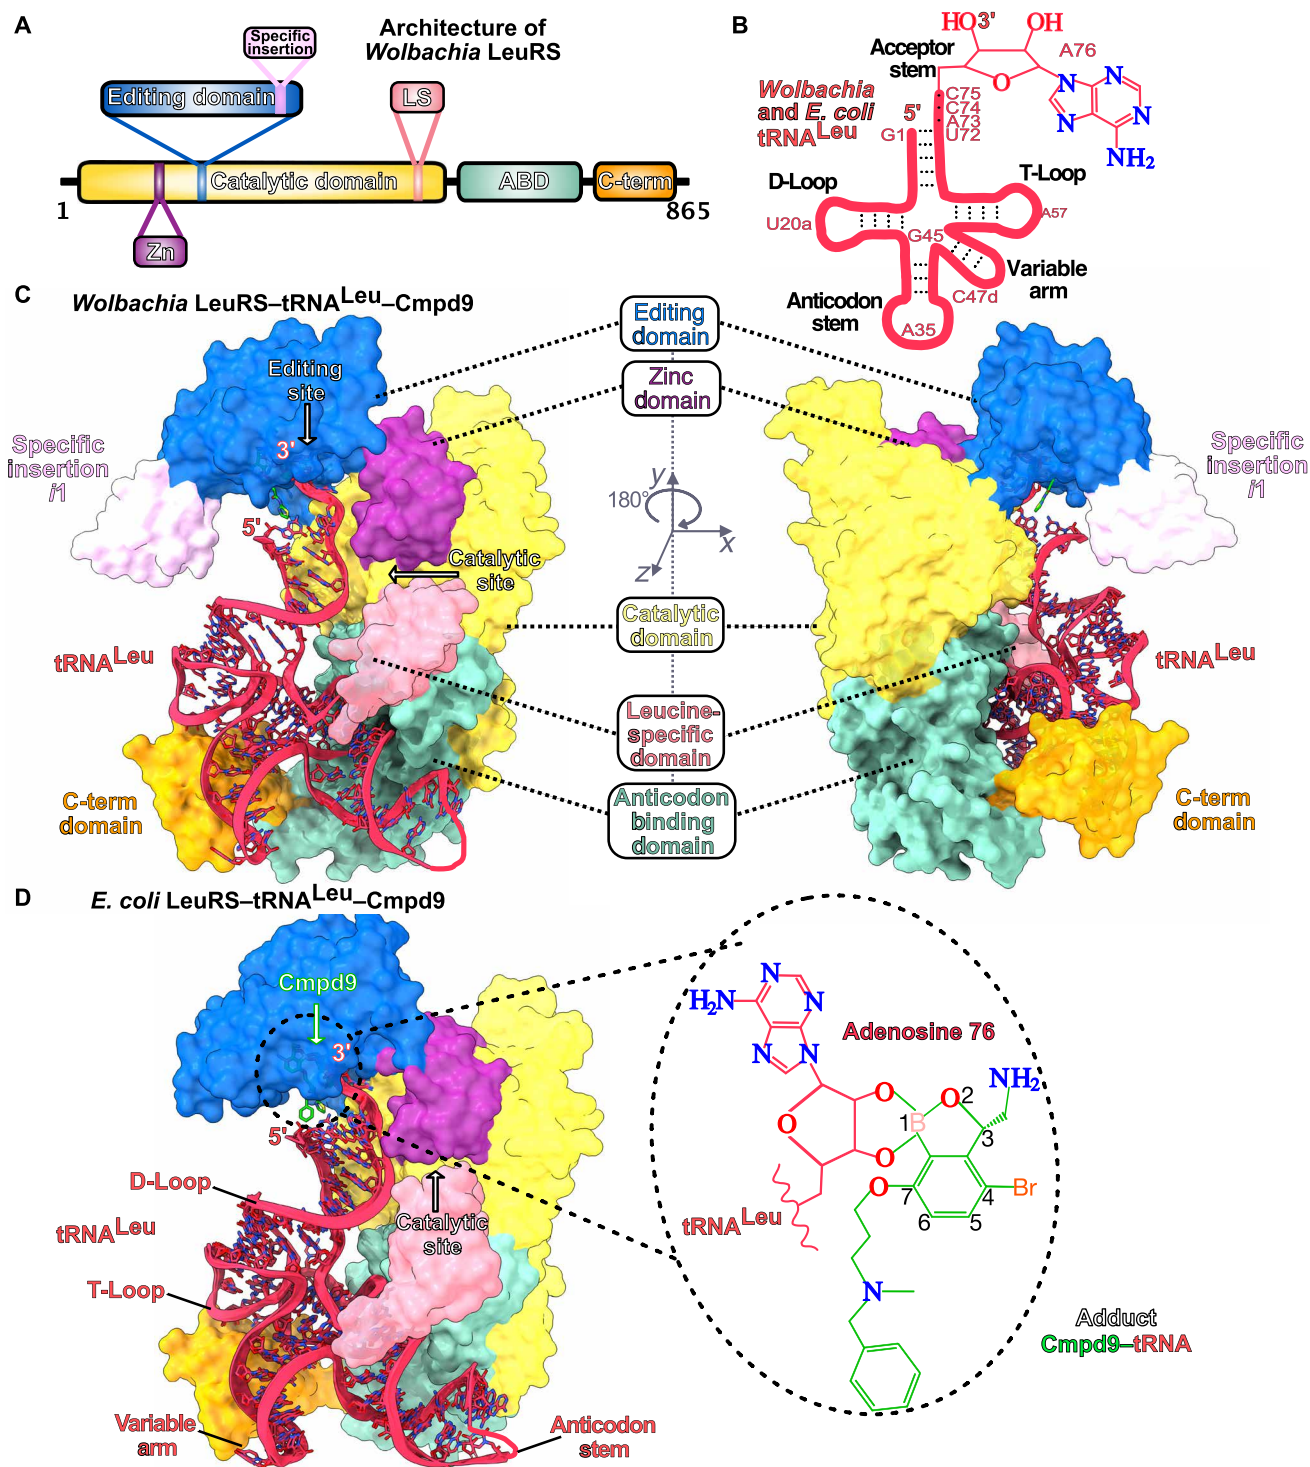 A
Architecture of
Wolbachia LeuRS
Specific
insertion
Editing domain
LS
Catalytic domain
ABD
C-term
1
865
Zn
B
HO
3'
OH
Acceptor
stem
A76
N
N
N
N
NH2
Wolbachia
and E. coli
tRNALeu
5'
C75
C74
A73
G1
U72
D-Loop
T-Loop
U20a
A57
G45
Variable
arm
C47d
Anticodon
stem
A35
C
Wolbachia LeuRS–tRNALeu–Cmpd9
Editing
domain
Zinc
domain
Editing
site
3'
Specific
insertion
i1
Specific
insertion
i1
5'
y
180°
x
z
Catalytic
site
Catalytic
domain
tRNALeu
tRNALeu
Leucine-
specific
domain
C-term
domain
Anticodon
binding
domain
C-term
domain
D
E. coli LeuRS–tRNALeu–Cmpd9
Cmpd9
3'
5'
D-Loop
tRNALeu
Catalytic
site
T-Loop
Variable
arm
Anticodon
stem
N
H2N
N
N
N
Adenosine 76
NH2
O
O
2
O
1
B
3
O
O
7
4
Br
6
5
tRNALeu
N
Adduct
Cmpd9–tRNA